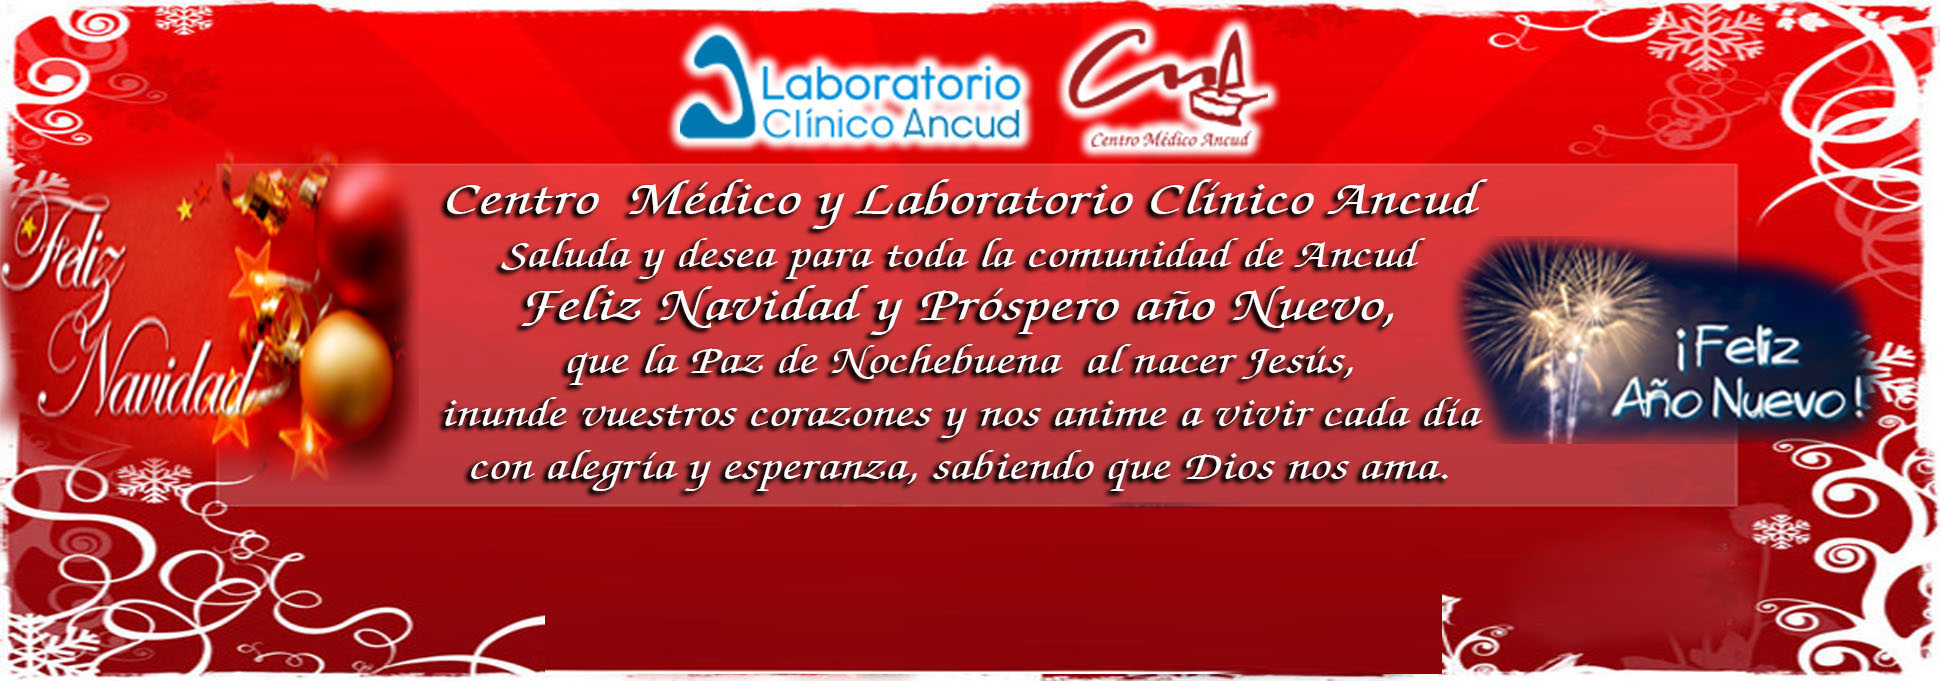 Laboratorio
Clínico Ancud
Cma
Centro Médico Ancud
Centro Médico y Laboratorio Clínico Ancud
Saluda y desea para toda la comunidad de Ancud
Feliz Navidad y Próspero año Nuevo,
que la Paz de Nochebuena al nacer Jesús,
inunde vuestros corazones y nos anime a vivir cada día
con alegría y esperanza, sabiendo que Dios nos ama.
Feliz
Navidad
¡Feliz
Año Nuevo!